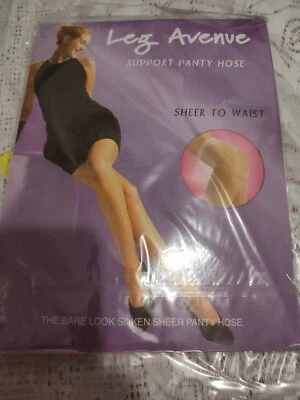 Leg Avenue
SUPPORT PANTY HOSE
SHEER TO WAIST
THE BARE LOOK SILKEN SHEER PANTY HOSE